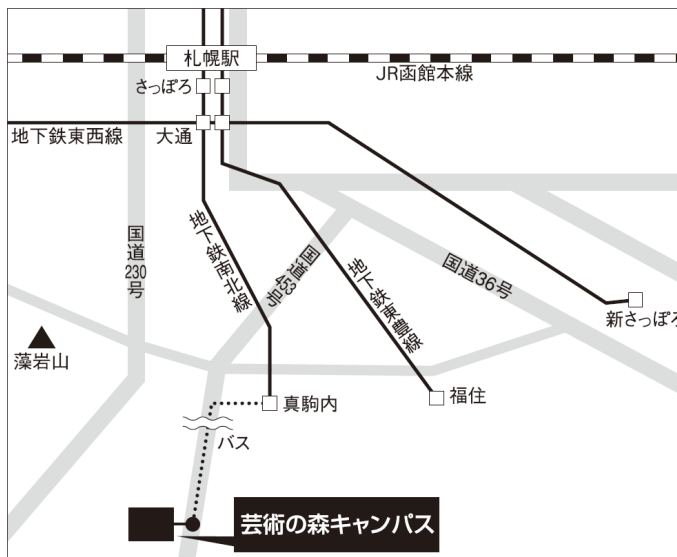 札幌駅
JR函館本線
さっぽろ
地下鉄東西線
大通
国道230号
地下鉄南北線
国道453号
地下鉄東豊線
国道36号
新さっぽろ
藻岩山
真駒内
福住
バス
芸術の森キャンパス